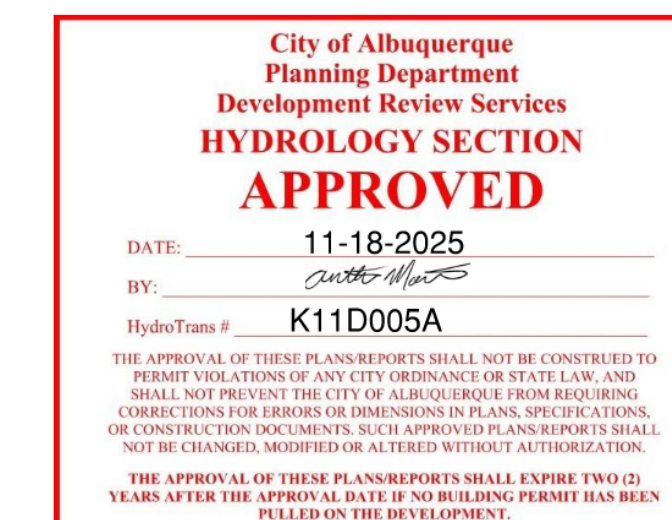 City of Albuquerque
Planning Department
Development Review Services
HYDROLOGY SECTION
APPROVED
DATE: 11-18-2025
BY:
HydroTrans # K11D005A
THE APPROVAL OF THESE PLANS/REPORTS SHALL NOT BE CONSTRUED TO
PERMIT VIOLATIONS OF ANY CITY ORDINANCE OR STATE LAW, AND
SHALL NOT PREVENT THE CITY OF ALBUQUERQUE FROM REQUIRING
CORRECTIONS FOR ERRORS OR DIMENSIONS IN PLANS, SPECIFICATIONS,
OR CONSTRUCTION DOCUMENTS. SUCH APPROVED PLANS/REPORTS SHALL
NOT BE CHANGED, MODIFIED OR ALTERED WITHOUT AUTHORIZATION.
THE APPROVAL OF THESE PLANS/REPORTS SHALL EXPIRE TWO (2)
YEARS AFTER THE APPROVAL DATE IF NO BUILDING PERMIT HAS BEEN
PULLED ON THE DEVELOPMENT.